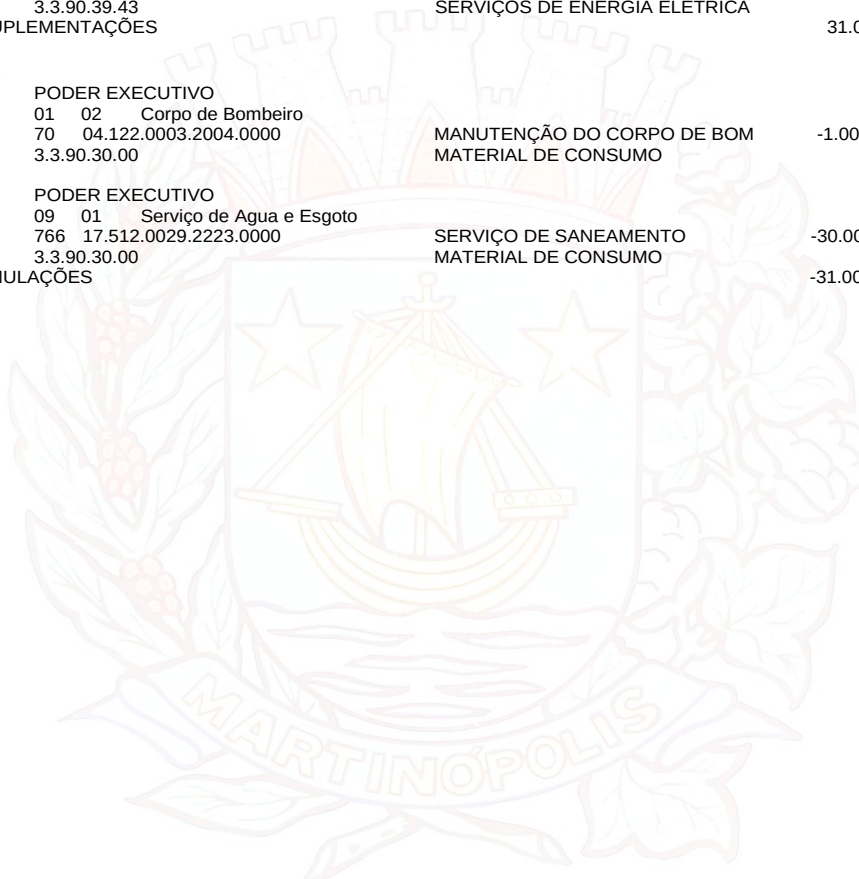 3.3.90.39.43 SERVIÇOS DE ENERGIA ELETRICA
UPLEMENTAÇÕES 31.0
PODER EXECUTIVO
01 02 Corpo de Bombeiro
70 04.122.0003.2004.0000 MANUTENÇÃO DO CORPO DE BOM -1.00
3.3.90.30.00 MATERIAL DE CONSUMO
PODER EXECUTIVO
09 01 Serviço de Agua e Esgoto
766 17.512.0029.2223.0000 SERVIÇO DE SANEAMENTO -30.00
3.3.90.30.00 MATERIAL DE CONSUMO
NULAÇÕES -31.00
MARTINÓPOLIS